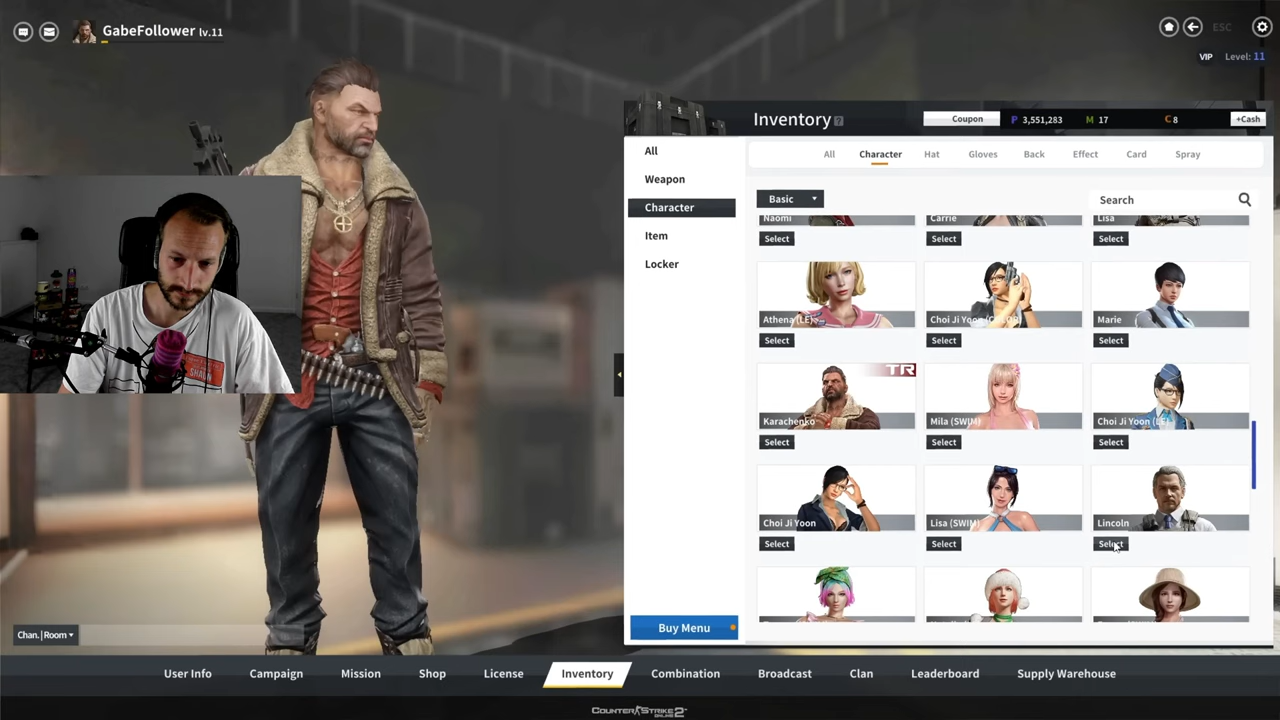 GabeFollower lv.11
ESC
VIP Level: 11
Inventory ?
Coupon
P 3,551,283
M 17
C 8
+Cash
All
Weapon
Character
Item
Locker
All Character Hat Gloves Back Effect Card Spray
Basic
Search
Naomi
Carrie
Lisa
Select
Select
Select
Athena (LE)
Choi Ji Yoon
Marie
Select
Select
Select
TR
Karachenko
Mila (SWIM)
Choi Ji Yoon (LE)
Select
Select
Select
Choi Ji Yoon
Lisa (SWIM)
Lincoln
Select
Select
Select
Buy Menu
Chan. | Room
User Info Campaign Mission Shop License Inventory Combination Broadcast Clan Leaderboard Supply Warehouse
COUNTER STRIKE ONLINE 2